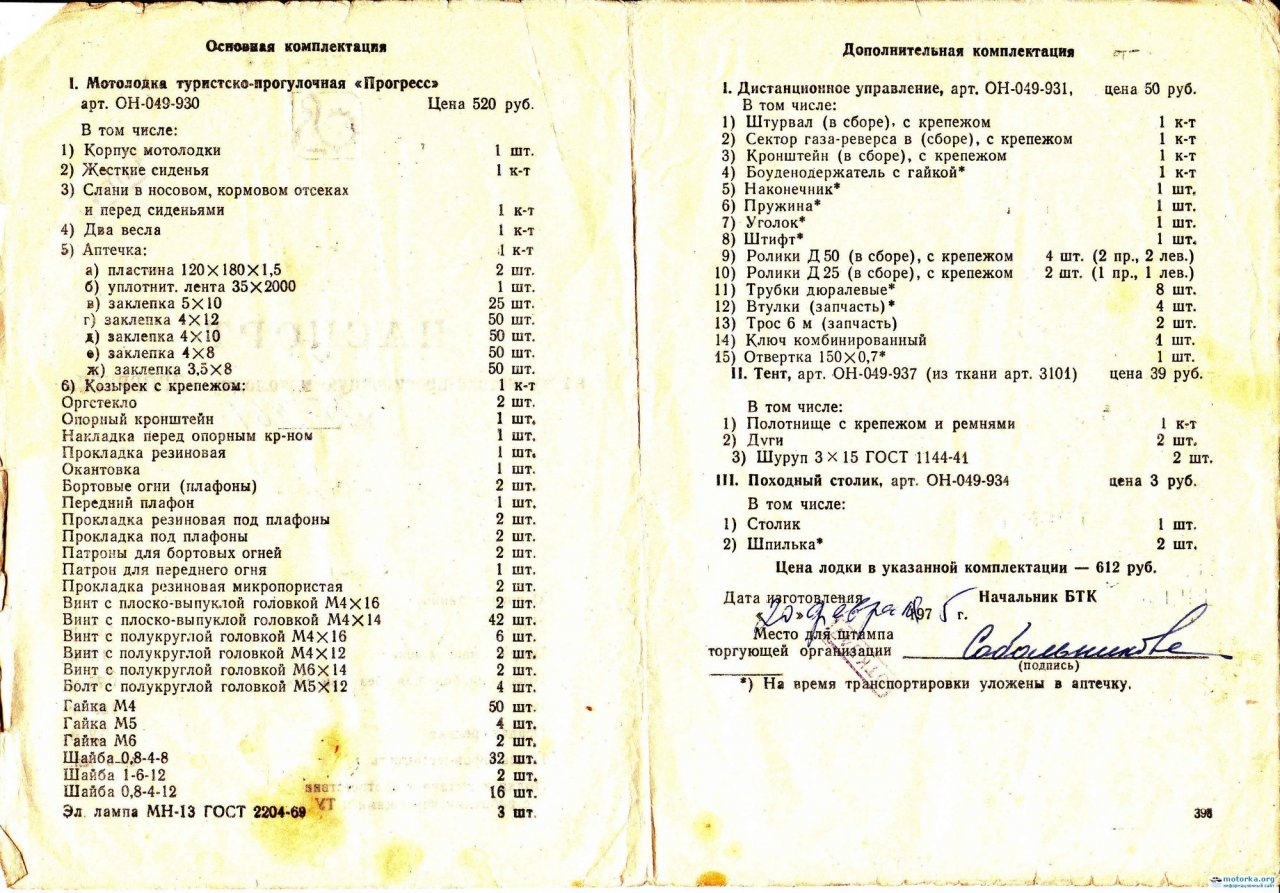 Основная комплектация
I. Мотолодка туристско-прогулочная «Прогресс»
арт. ОН-049-930 Цена 520 руб.
В том числе:
1) Корпус мотолодки 1 шт.
2) Жесткие сиденья 1 к-т
3) Слани в носовом, кормовом отсеках
и перед сиденьями 1 к-т
4) Два весла 1 к-т
5) Аптечка: 1 к-т
а) пластина 120×180×1,5 2 шт.
б) уплотнит. лента 35×2000 1 шт.
в) заклепка 5×10 25 шт.
г) заклепка 4×12 50 шт.
д) заклепка 4×10 50 шт.
е) заклепка 4×8 50 шт.
ж) заклепка 3,5×8 50 шт.
6) Козырек с крепежом: 1 к-т
Оргстекло 2 шт.
Опорный кронштейн 1 шт.
Накладка перед опорным кр-ном 1 шт.
Прокладка резиновая 1 шт.
Окантовка 1 шт.
Бортовые огни (плафоны) 2 шт.
Передний плафон 1 шт.
Прокладка резиновая под плафоны 2 шт.
Прокладка под плафоны 2 шт.
Патроны для бортовых огней 2 шт.
Патрон для переднего огня 1 шт.
Прокладка резиновая микропористая 2 шт.
Винт с плоско-выпуклой головкой М4×16 2 шт.
Винт с плоско-выпуклой головкой М4×14 42 шт.
Винт с полукруглой головкой М4×16 6 шт.
Винт с полукруглой головкой М4×12 2 шт.
Винт с полукруглой головкой М6×14 2 шт.
Болт с полукруглой головкой М5×12 4 шт.
Гайка М4 50 шт.
Гайка М5 4 шт.
Гайка М6 2 шт.
Шайба 0,8-4-8 32 шт.
Шайба 1-6-12 2 шт.
Шайба 0,8-4-12 16 шт.
Эл. лампа МН-13 ГОСТ 2204-69 3 шт.
Дополнительная комплектация
I. Дистанционное управление, арт. ОН-049-931, цена 50 руб.
В том числе:
1) Штурвал (в сборе), с крепежом 1 к-т
2) Сектор газа-реверса в (сборе), с крепежом 1 к-т
3) Кронштейн (в сборе), с крепежом 1 к-т
4) Боуденодержатель с гайкой* 1 к-т
5) Наконечник* 1 шт.
6) Пружина* 1 шт.
7) Уголок* 1 шт.
8) Штифт* 1 шт.
9) Ролики Д 50 (в сборе), с крепежом 4 шт. (2 пр., 2 лев.)
10) Ролики Д 25 (в сборе), с крепежом 2 шт. (1 пр., 1 лев.)
11) Трубки дюралевые* 8 шт.
12) Втулки (запчасть)* 4 шт.
13) Трос 6 м (запчасть) 2 шт.
14) Ключ комбинированный 1 шт.
15) Отвертка 150×0,7* 1 шт.
II. Тент, арт. ОН-049-937 (из ткани арт. 3101) цена 39 руб.
В том числе:
1) Полотнище с крепежом и ремнями 1 к-т
2) Дуги 2 шт.
3) Шуруп 3×15 ГОСТ 1144-41 2 шт.
III. Походный столик, арт. ОН-049-934 цена 3 руб.
В том числе:
1) Столик 1 шт.
2) Шпилька* 2 шт.
Цена лодки в указанной комплектации — 612 руб.
Дата изготовления Начальник БТК
«20» февраля 1975 г.
Место для штампа
торгующей организации
(подпись)
*) На время транспортировки уложены в аптечку.
motorka.org